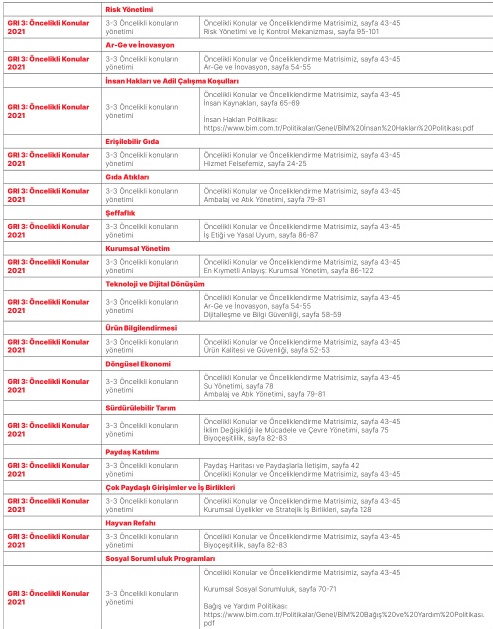 Risk Yönetimi
GRI 3: Öncelikli Konular 2021
3-3 Öncelikli konuların yönetimi
Öncelikli Konular ve Önceliklendirme Matrisimiz, sayfa 43-45
Risk Yönetimi ve İç Kontrol Mekanizması, sayfa 95-101
Ar-Ge ve İnovasyon
GRI 3: Öncelikli Konular 2021
3-3 Öncelikli konuların yönetimi
Öncelikli Konular ve Önceliklendirme Matrisimiz, sayfa 43-45
Ar-Ge ve İnovasyon, sayfa 54-55
İnsan Hakları ve Adil Çalışma Koşulları
GRI 3: Öncelikli Konular 2021
3-3 Öncelikli konuların yönetimi
Öncelikli Konular ve Önceliklendirme Matrisimiz, sayfa 43-45
İnsan Kaynakları, sayfa 65-69
İnsan Hakları Politikası:
https://www.bim.com.tr/Politikalar/Genel/BİM%20İnsan%20Hakları%20Politikası.pdf
Erişilebilir Gıda
GRI 3: Öncelikli Konular 2021
3-3 Öncelikli konuların yönetimi
Öncelikli Konular ve Önceliklendirme Matrisimiz, sayfa 43-45
Hizmet Felsefemiz, sayfa 24-25
Gıda Atıkları
GRI 3: Öncelikli Konular 2021
3-3 Öncelikli konuların yönetimi
Öncelikli Konular ve Önceliklendirme Matrisimiz, sayfa 43-45
Ambalaj ve Atık Yönetimi, sayfa 79-81
Şeffaflık
GRI 3: Öncelikli Konular 2021
3-3 Öncelikli konuların yönetimi
Öncelikli Konular ve Önceliklendirme Matrisimiz, sayfa 43-45
İş Etiği ve Yasal Uyum, sayfa 86-87
Kurumsal Yönetim
GRI 3: Öncelikli Konular 2021
3-3 Öncelikli konuların yönetimi
Öncelikli Konular ve Önceliklendirme Matrisimiz, sayfa 43-45
En Kıymetli Anlayış: Kurumsal Yönetim, sayfa 86-122
Teknoloji ve Dijital Dönüşüm
GRI 3: Öncelikli Konular 2021
3-3 Öncelikli konuların yönetimi
Öncelikli Konular ve Önceliklendirme Matrisimiz, sayfa 43-45
Ar-Ge ve İnovasyon, sayfa 54-55
Dijitalleşme ve Bilgi Güvenliği, sayfa 58-59
Ürün Bilgilendirmesi
GRI 3: Öncelikli Konular 2021
3-3 Öncelikli konuların yönetimi
Öncelikli Konular ve Önceliklendirme Matrisimiz, sayfa 43-45
Ürün Kalitesi ve Güvenliği, sayfa 52-53
Döngüsel Ekonomi
GRI 3: Öncelikli Konular 2021
3-3 Öncelikli konuların yönetimi
Öncelikli Konular ve Önceliklendirme Matrisimiz, sayfa 43-45
Su Yönetimi, sayfa 78
Ambalaj ve Atık Yönetimi, sayfa 79-81
Sürdürülebilir Tarım
GRI 3: Öncelikli Konular 2021
3-3 Öncelikli konuların yönetimi
Öncelikli Konular ve Önceliklendirme Matrisimiz, sayfa 43-45
İklim Değişikliği ile Mücadele ve Çevre Yönetimi, sayfa 75
Biyoçeşitlilik, sayfa 82-83
Paydaş Katılımı
GRI 3: Öncelikli Konular 2021
3-3 Öncelikli konuların yönetimi
Paydaş Haritası ve Paydaşlarla İletişim, sayfa 42
Öncelikli Konular ve Önceliklendirme Matrisimiz, sayfa 43-45
Çok Paydaşlı Girişimler ve İş Birlikleri
GRI 3: Öncelikli Konular 2021
3-3 Öncelikli konuların yönetimi
Öncelikli Konular ve Önceliklendirme Matrisimiz, sayfa 43-45
Kurumsal Üyelikler ve Stratejik İş Birlikleri, sayfa 128
Hayvan Refahı
GRI 3: Öncelikli Konular 2021
3-3 Öncelikli konuların yönetimi
Öncelikli Konular ve Önceliklendirme Matrisimiz, sayfa 43-45
Biyoçeşitlilik, sayfa 82-83
Sosyal Soruml uluk Programları
GRI 3: Öncelikli Konular 2021
3-3 Öncelikli konuların yönetimi
Öncelikli Konular ve Önceliklendirme Matrisimiz, sayfa 43-45
Kurumsal Sosyal Sorumluluk, sayfa 70-71
Bağış ve Yardım Politikası:
https://www.bim.com.tr/Politikalar/Genel/BİM%20Bağış%20ve%20Yardım%20Politikası.
pdf